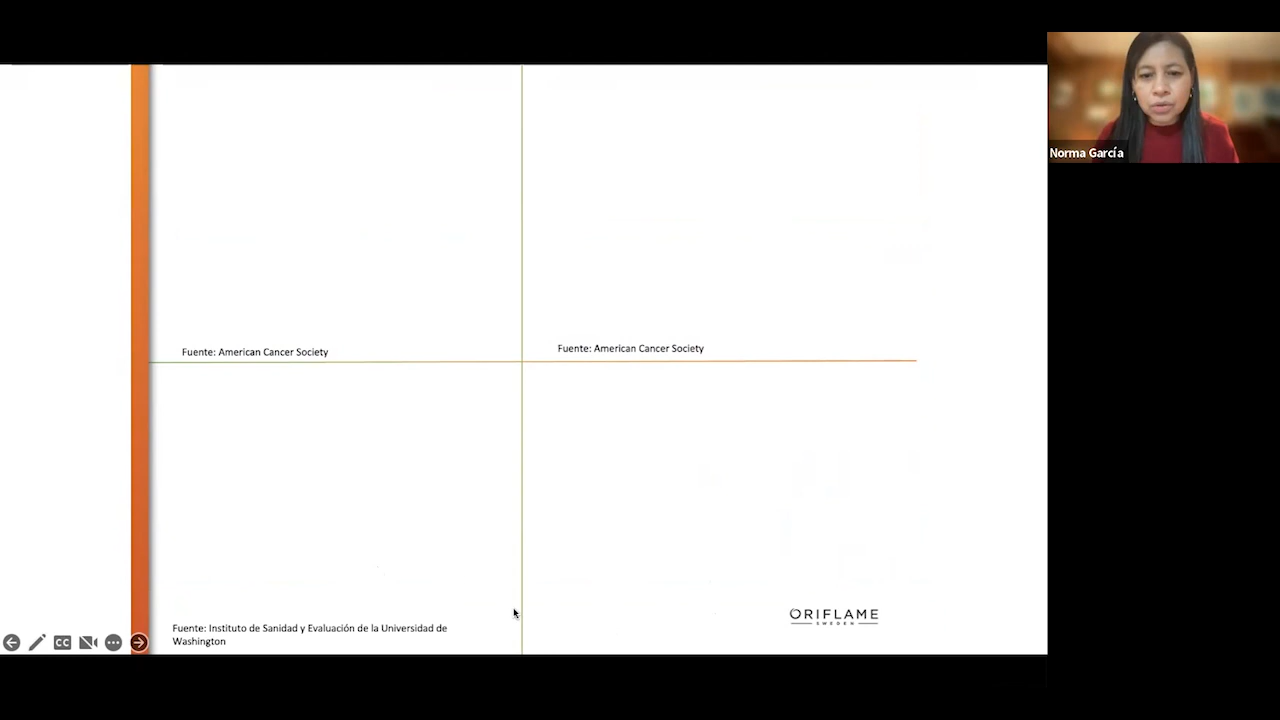 Norma García
Fuente: American Cancer Society
Fuente: American Cancer Society
Fuente: Instituto de Sanidad y Evaluación de la Universidad de
Washington
ORIFLAME
SWEDEN
CC